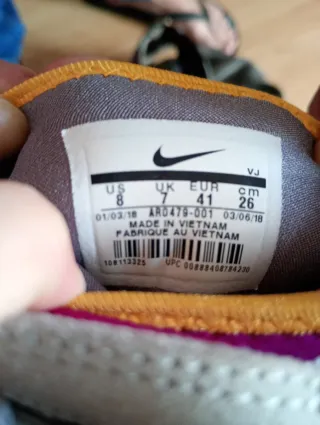 VJ
US UK EUR cm
8 7 41 26
01/03/18 AR0479-001 03/06/18
MADE IN VIETNAM
FABRIQUE AU VIETNAM
108113325 UPC